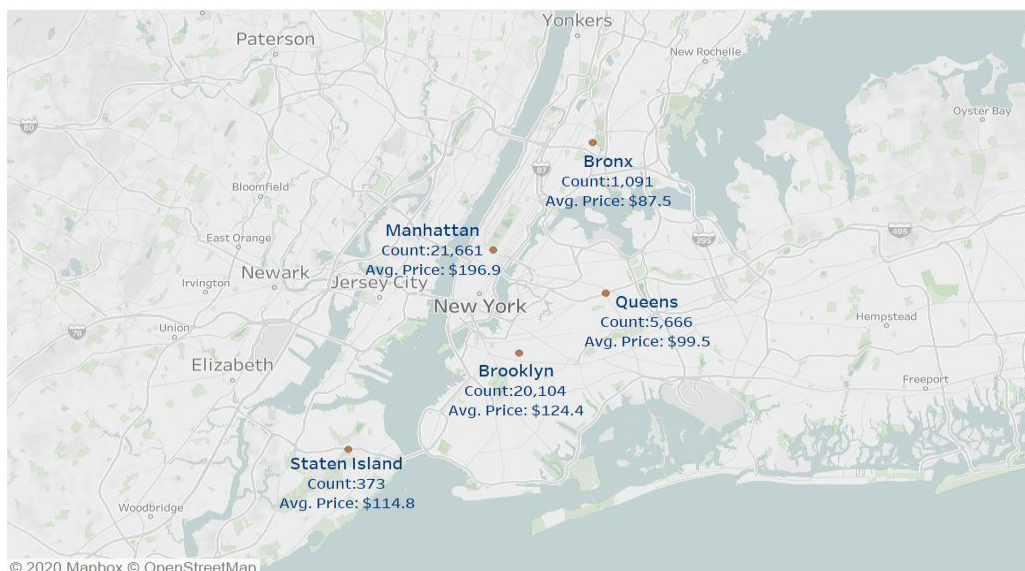 Yonkers
Paterson
New Rochelle
Oyster Bay
80
Bronx
Count:1,091
Avg. Price: $87.5
87
Bloomfield
Manhattan
Count:21,661
Avg. Price: $196.9
East Orange
295
495
Newark
Irvington
Jersey City
New York
Queens
Count:5,666
Avg. Price: $99.5
Hempstead
78
Union
Elizabeth
Brooklyn
Count:20,104
Avg. Price: $124.4
Freeport
Staten Island
Count:373
Avg. Price: $114.8
Woodbridge
© 2020 Mapbox © OpenStreetMap